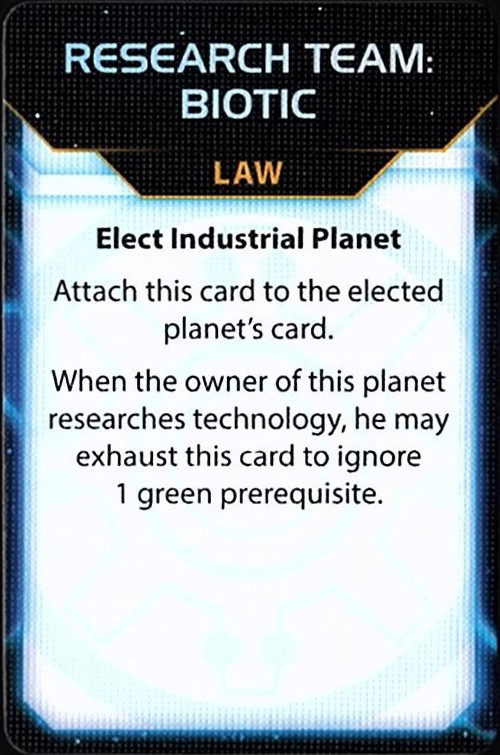 RESEARCH TEAM:
BIOTIC
LAW
Elect Industrial Planet
Attach this card to the elected
planet's card.
When the owner of this planet
researches technology, he may
exhaust this card to ignore
1 green prerequisite.